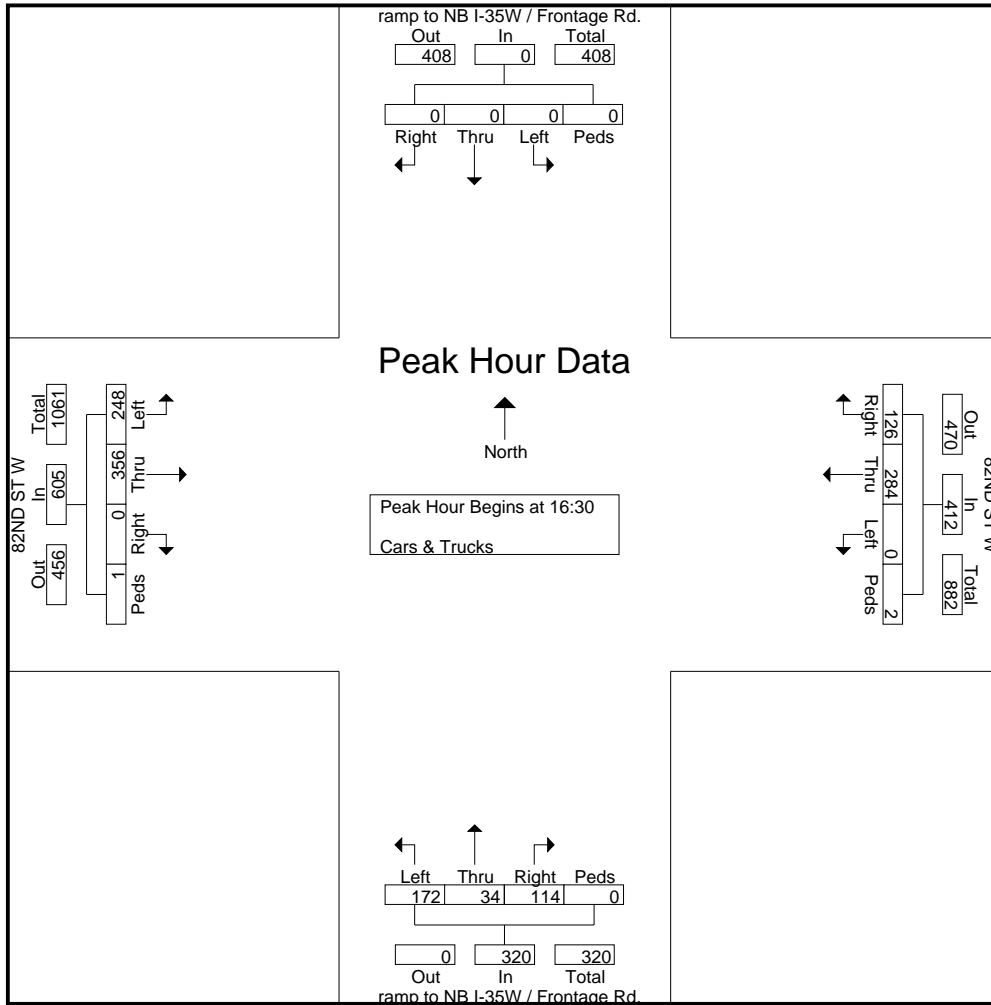 ramp to NB I-35W / Frontage Rd.
Out In Total
408 0 408
0 0 0 0
Right Thru Left Peds
Peak Hour Data
North
Peak Hour Begins at 16:30
Cars & Trucks
82ND ST W
Total In Out
1061 605 456
248 356 0 1
Left Thru Right Peds
82ND ST W
Out In Total
470 412 882
126 284 0 2
Right Thru Left Peds
Left Thru Right Peds
172 34 114 0
0 320 320
Out In Total
ramp to NB I-35W / Frontage Rd.